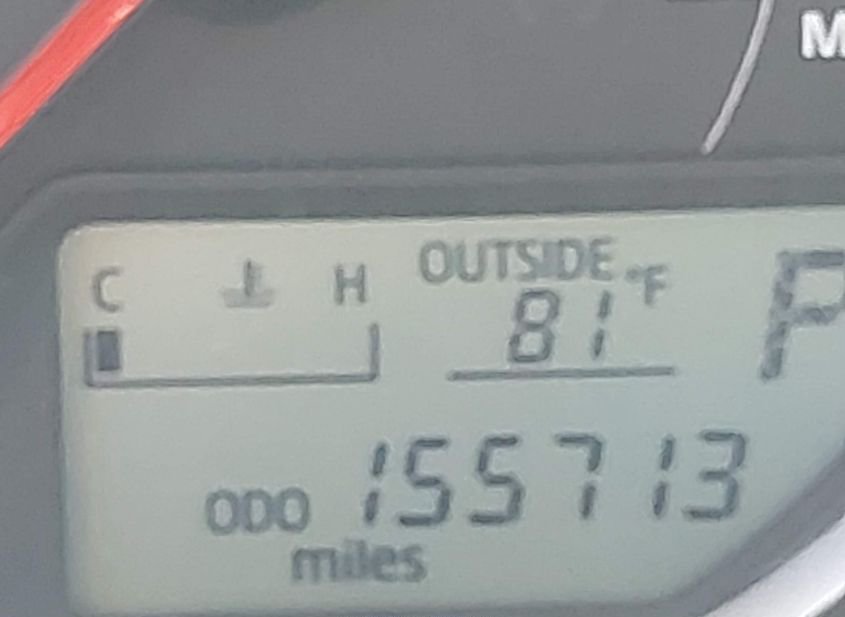 M
C H OUTSIDE °F P
81
ODO 155713
miles